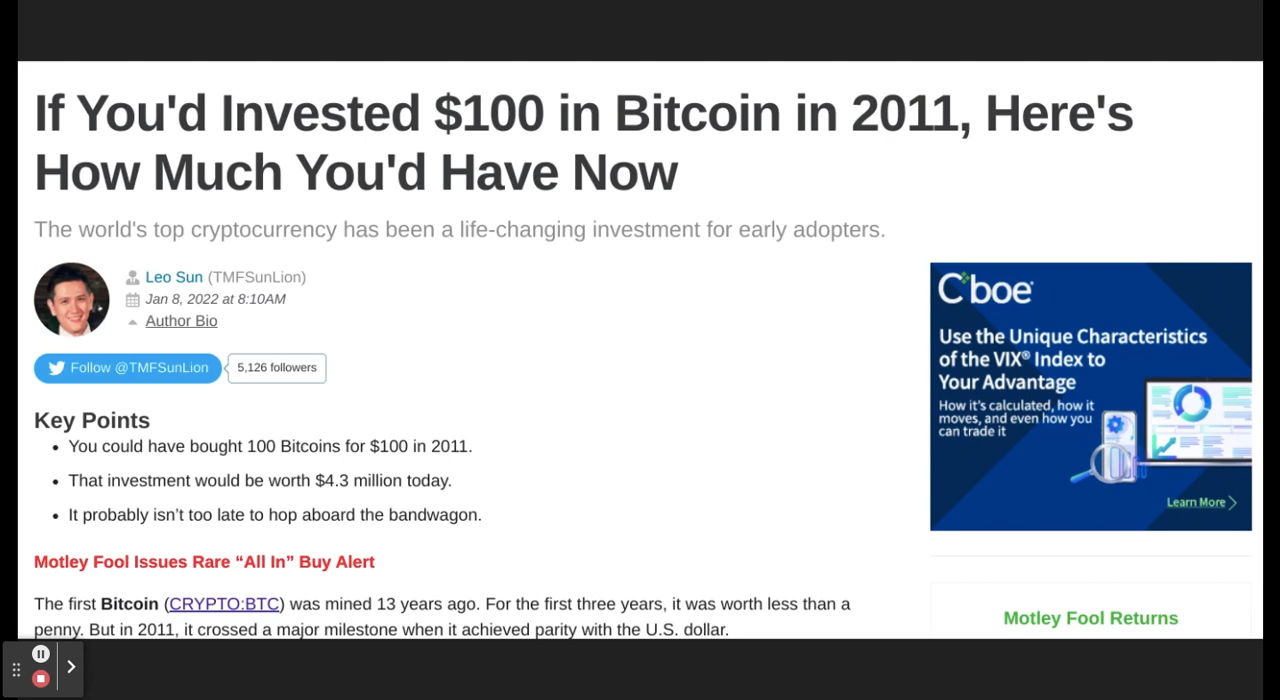 If You'd Invested $100 in Bitcoin in 2011, Here's
How Much You'd Have Now
The world's top cryptocurrency has been a life-changing investment for early adopters.
Leo Sun (TMFSunLion)
Jan 8, 2022 at 8:10AM
Author Bio
Follow @TMFSunLion
5,126 followers
Key Points
• You could have bought 100 Bitcoins for $100 in 2011.
• That investment would be worth $4.3 million today.
• It probably isn’t too late to hop aboard the bandwagon.
Motley Fool Issues Rare “All In” Buy Alert
The first Bitcoin (CRYPTO:BTC) was mined 13 years ago. For the first three years, it was worth less than a
penny. But in 2011, it crossed a major milestone when it achieved parity with the U.S. dollar.
Cboe®
Use the Unique Characteristics
of the VIX® Index to
Your Advantage
How it's calculated, how it
moves, and even how you
can trade it
Learn More
Motley Fool Returns